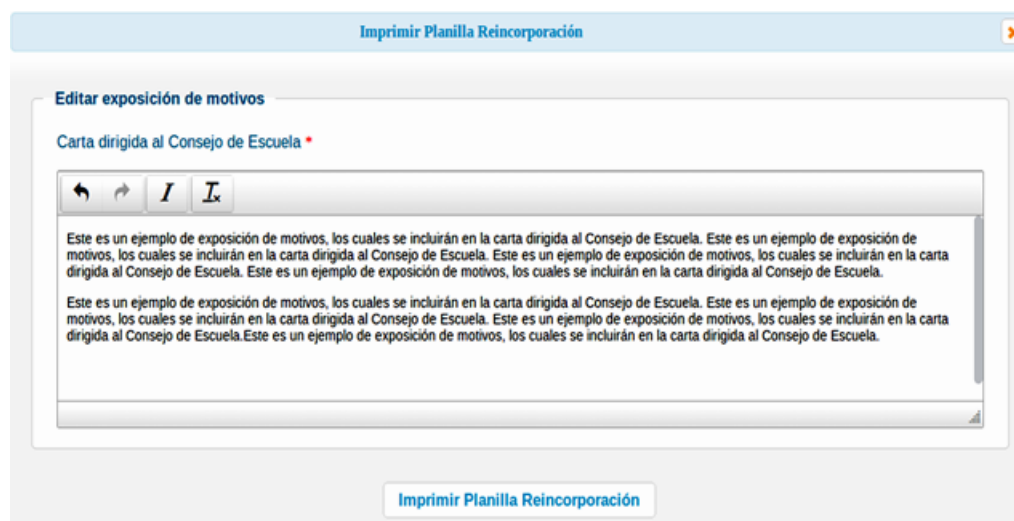 Imprimir Planilla Reincorporación
Editar exposición de motivos
Carta dirigida al Consejo de Escuela *
Este es un ejemplo de exposición de motivos, los cuales se incluirán en la carta dirigida al Consejo de Escuela. Este es un ejemplo de exposición de
motivos, los cuales se incluirán en la carta dirigida al Consejo de Escuela. Este es un ejemplo de exposición de motivos, los cuales se incluirán en la carta
dirigida al Consejo de Escuela. Este es un ejemplo de exposición de motivos, los cuales se incluirán en la carta dirigida al Consejo de Escuela.
Este es un ejemplo de exposición de motivos, los cuales se incluirán en la carta dirigida al Consejo de Escuela. Este es un ejemplo de exposición de
motivos, los cuales se incluirán en la carta dirigida al Consejo de Escuela. Este es un ejemplo de exposición de motivos, los cuales se incluirán en la carta
dirigida al Consejo de Escuela.Este es un ejemplo de exposición de motivos, los cuales se incluirán en la carta dirigida al Consejo de Escuela.
Imprimir Planilla Reincorporación